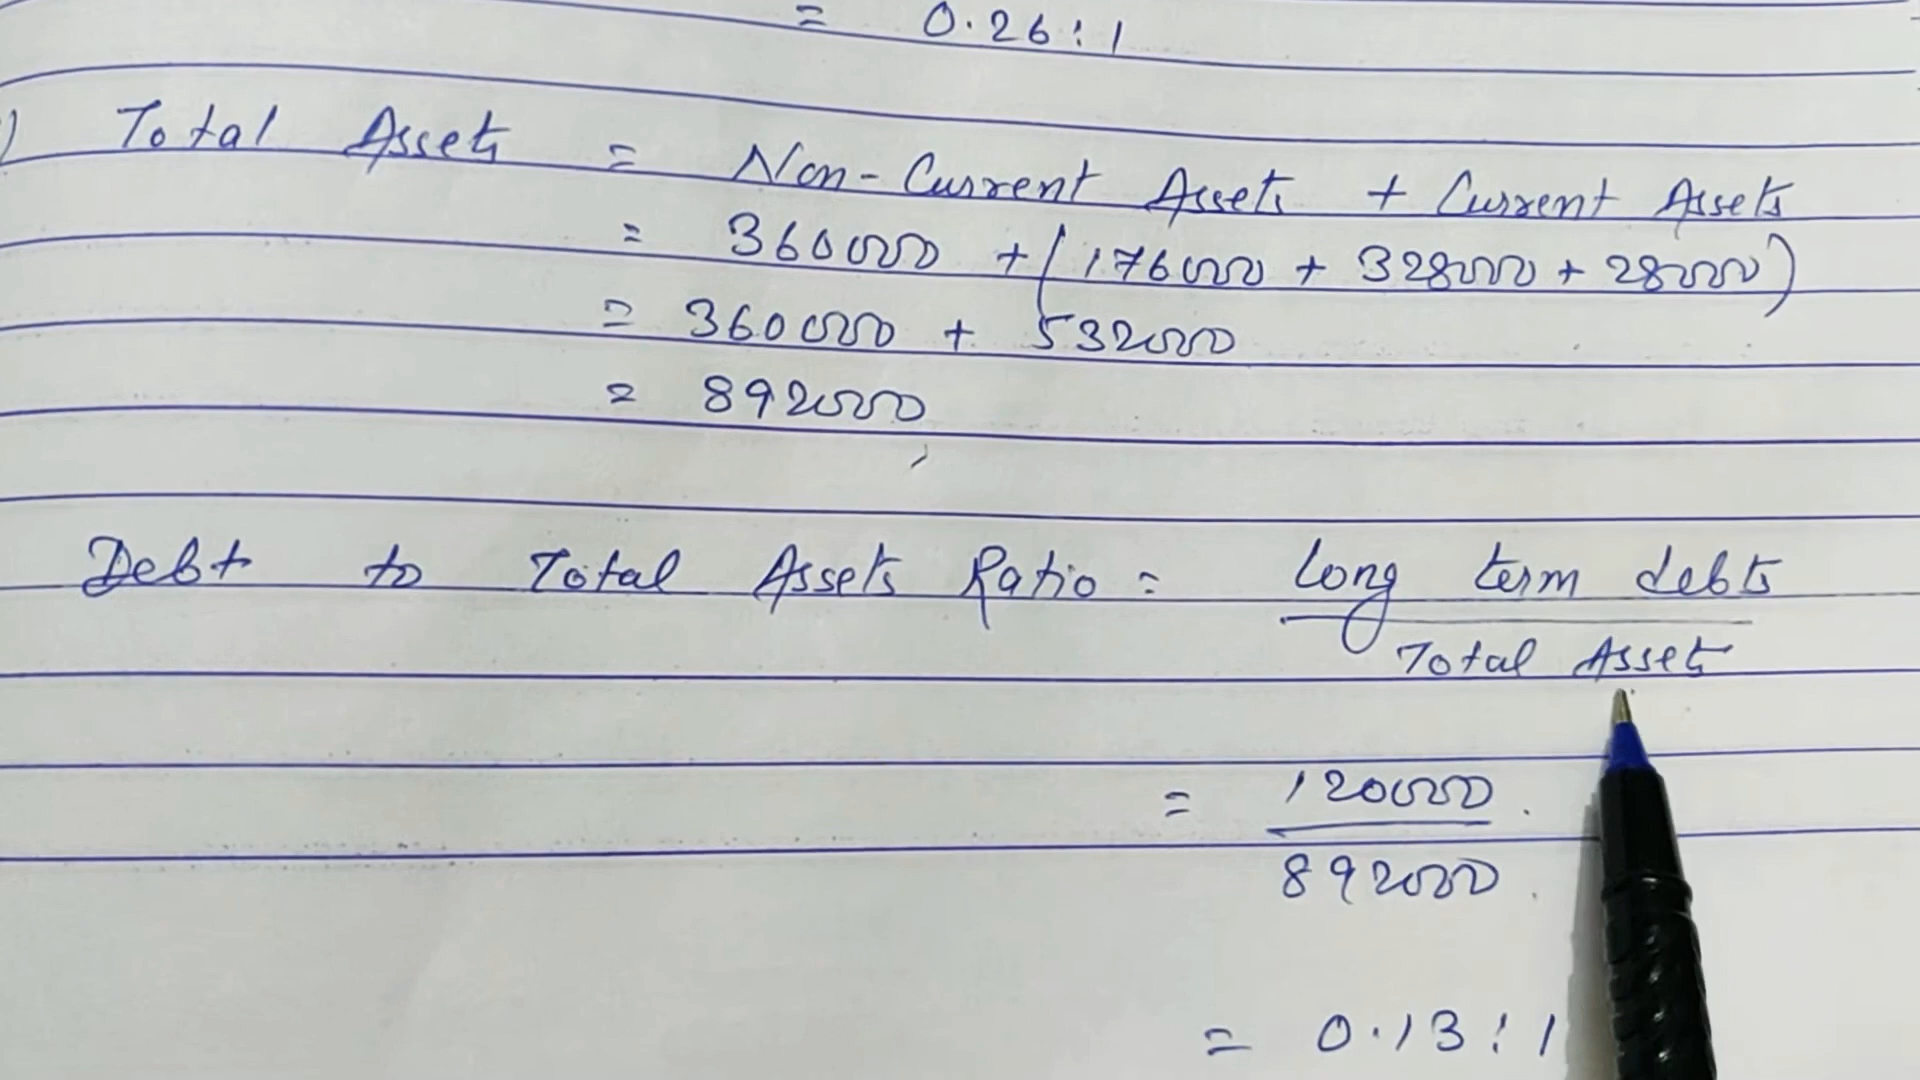 = 0.26:1
) Total Assets = Non-Current Assets + Current Assets
= 360000 + (176000 + 328000 + 28000)
= 360000 + 532000
= 892000
Debt to Total Assets Ratio = Long term debts
Total Assets
= 120000
892000
= 0.13:1